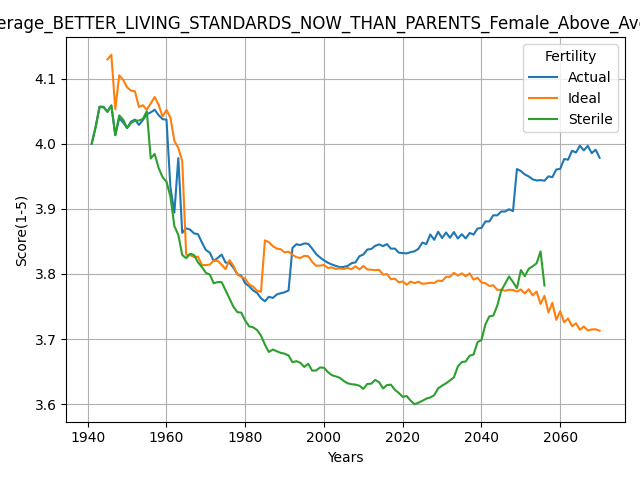 erage_BETTER_LIVING_STANDARDS_NOW_THAN_PARENTS_Female_Above_Ave
Fertility
Actual
Ideal
Sterile
Score(1-5)
4.1
4.0
3.9
3.8
3.7
3.6
1940 1960 1980 2000 2020 2040 2060
Years